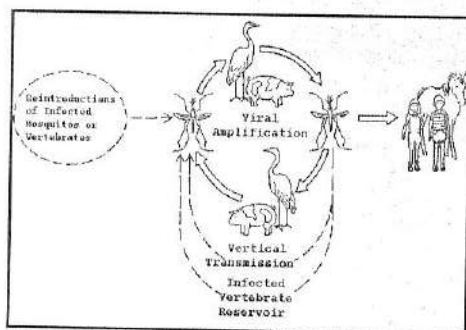 Reintroductions
of Infected
Mosquitos or
Vertebrates
Viral
Amplification
Vertical
Transmission
Infected
Vertebrate
Reservoir